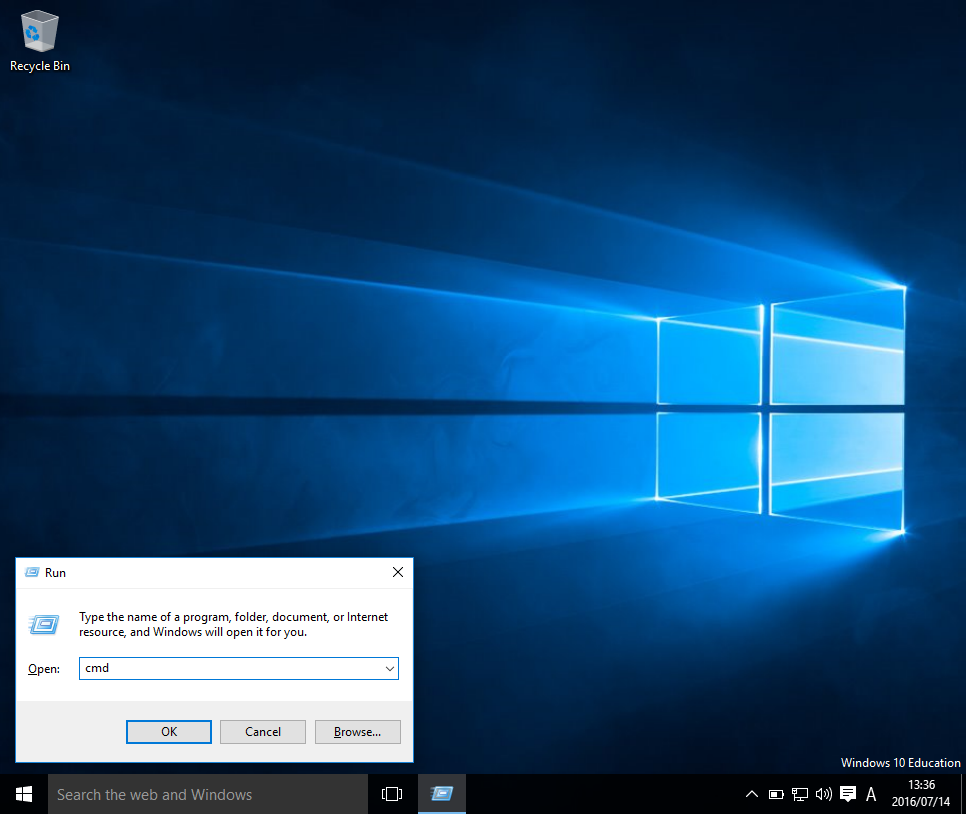 Recycle Bin
Run
Type the name of a program, folder, document, or Internet
resource, and Windows will open it for you.
Open:
cmd
OK
Cancel
Browse...
Windows 10 Education
Search the web and Windows
A
13:36
2016/07/14